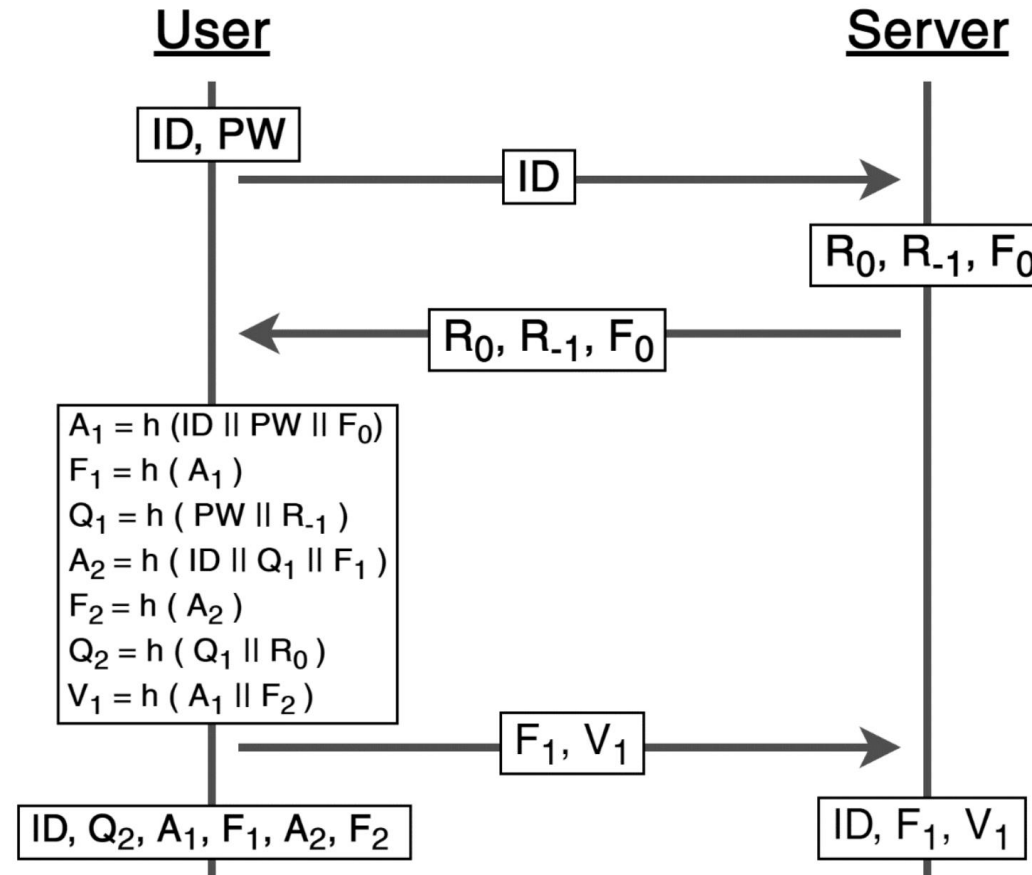 User
Server
ID, PW
ID
R₀, R₋₁, F₀
R₀, R₋₁, F₀
A₁ = h (ID || PW || F₀)
F₁ = h ( A₁ )
Q₁ = h ( PW || R₋₁ )
A₂ = h ( ID || Q₁ || F₁ )
F₂ = h ( A₂ )
Q₂ = h ( Q₁ || R₀ )
V₁ = h ( A₁ || F₂ )
F₁, V₁
ID, Q₂, A₁, F₁, A₂, F₂
ID, F₁, V₁